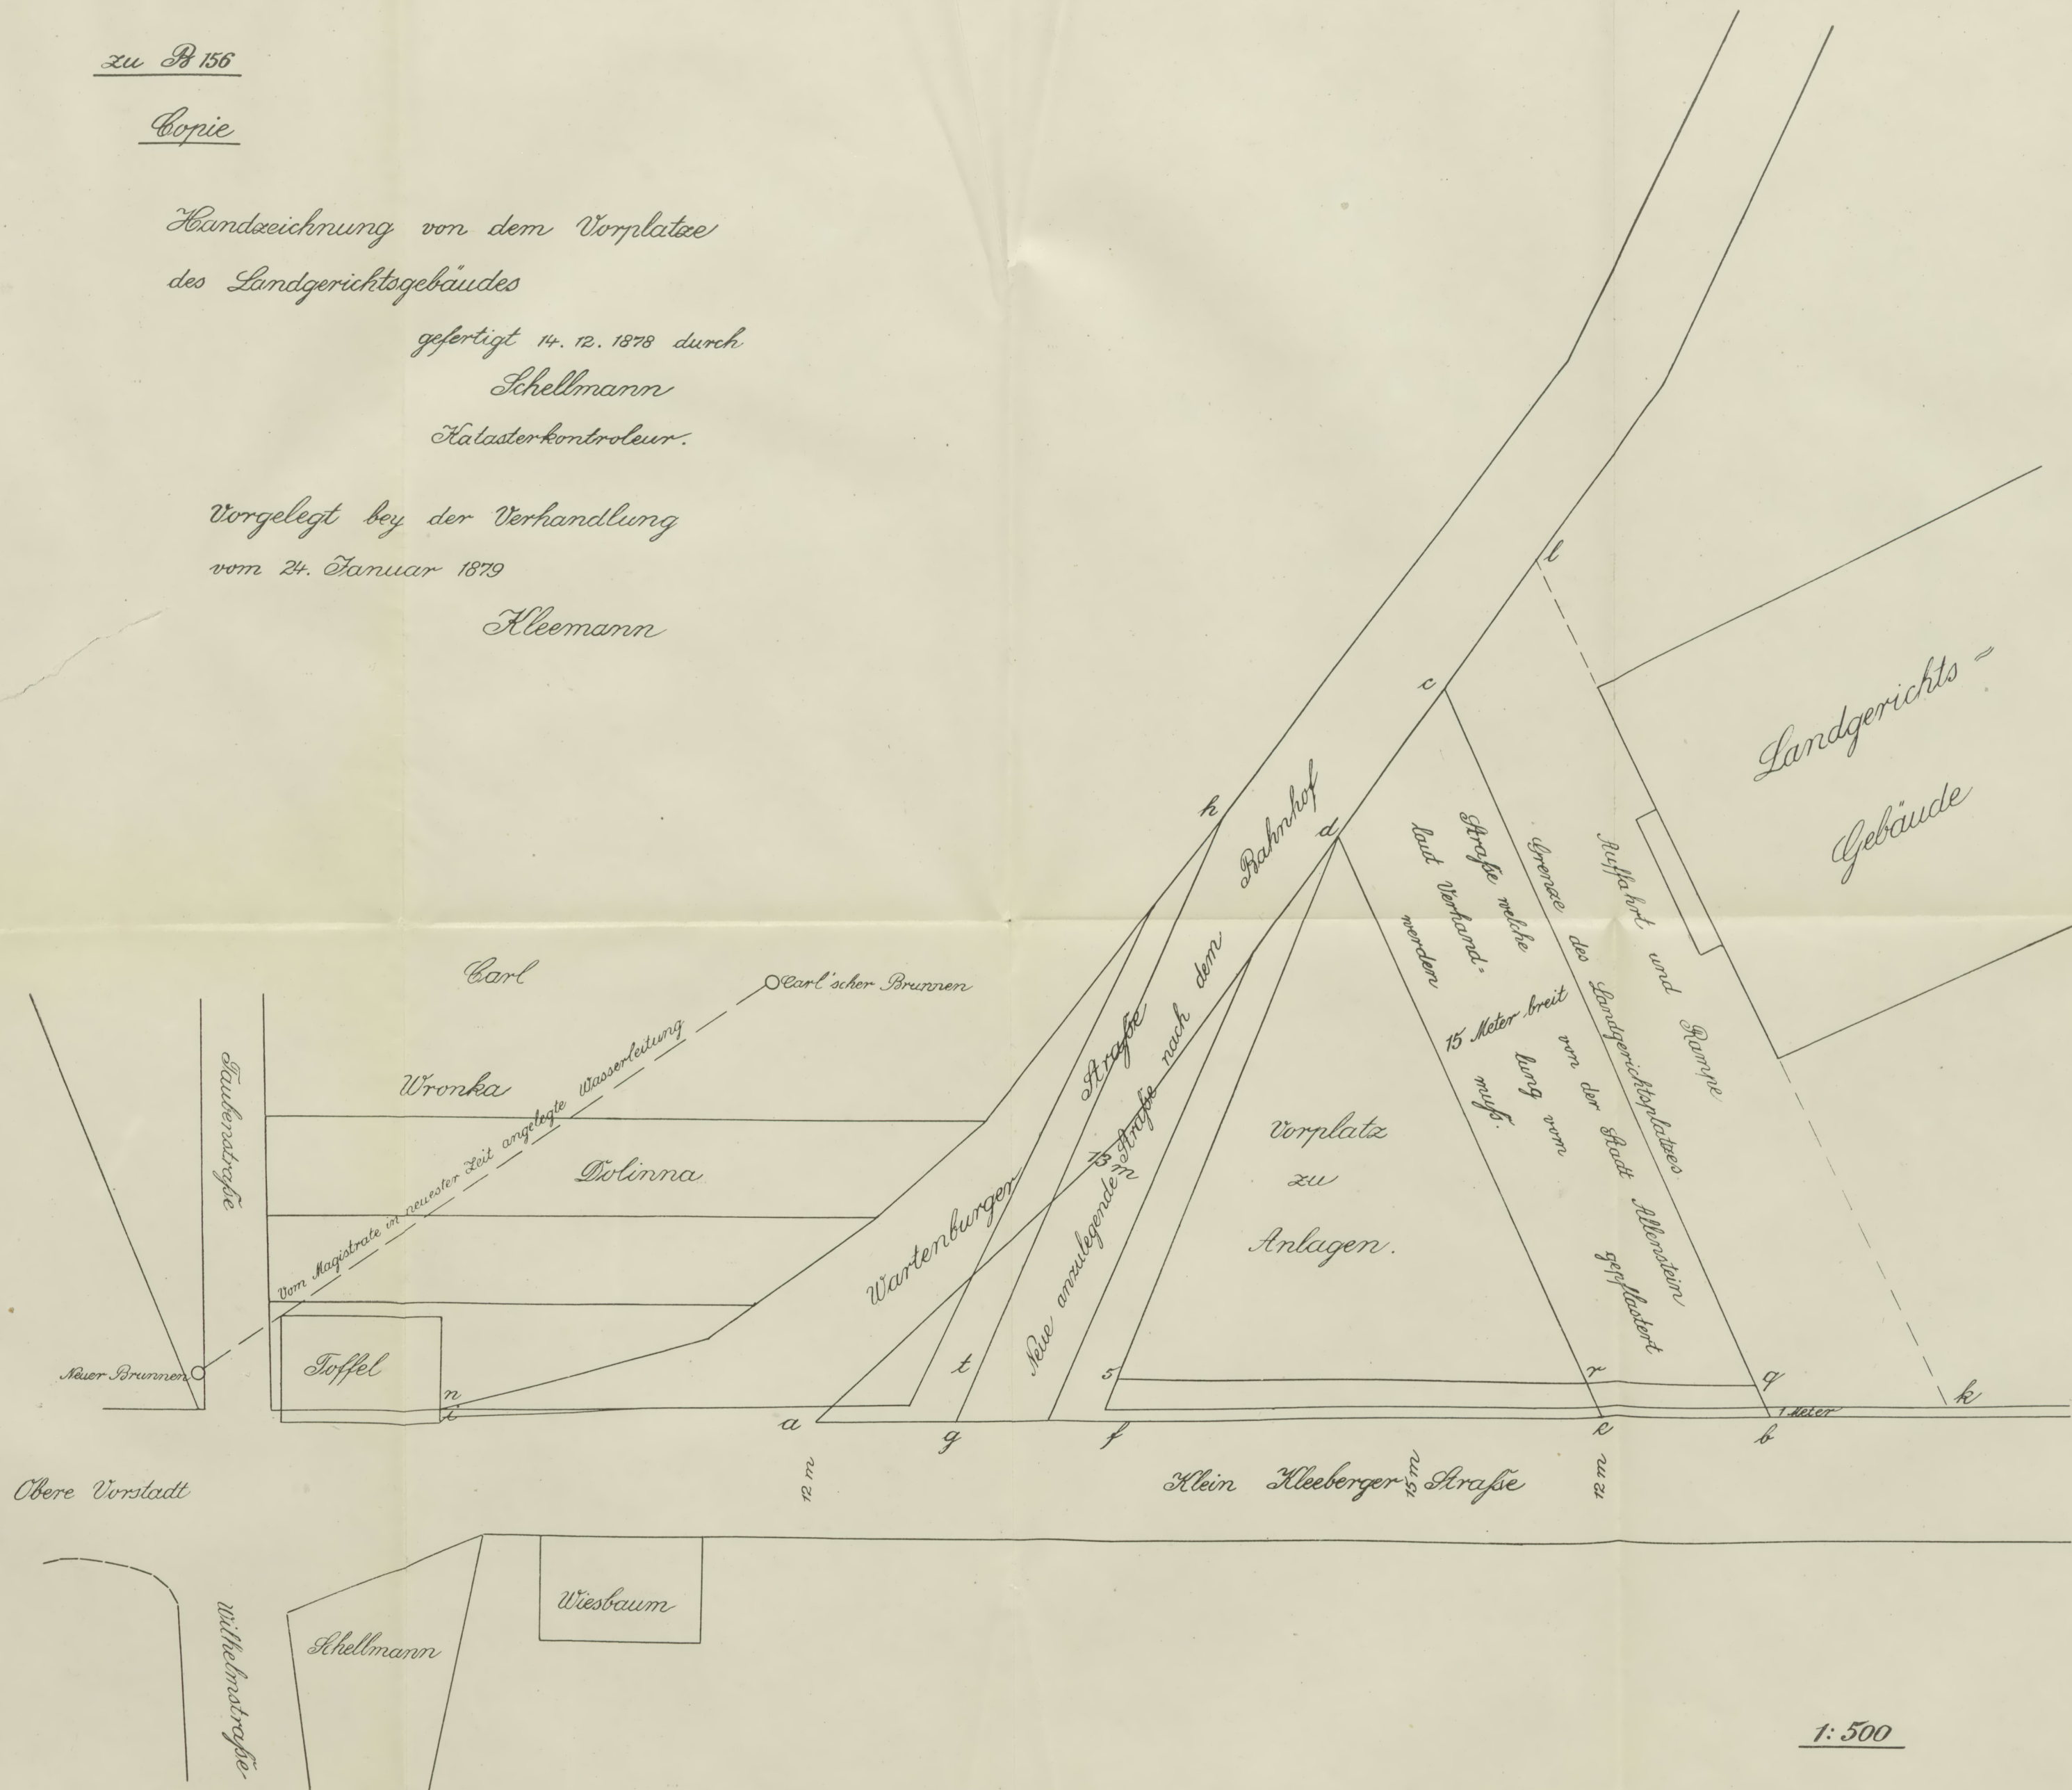 zu B 156
Copie
Handzeichnung von dem Vorplatze
des Landgerichtsgebäudes
gefertigt 14. 12. 1878 durch
Schellmann
Katasterkontroleur.
Vorgelegt bey der Verhandlung
vom 24. Januar 1879
Kleemann
l
c
h
d
Landgerichts=
Gebäude
Bahnhof
Straße welche von der Stadt Allenstein
laut Verhand= lung vom gepflastert
werden muß.
15 Meter breit
Grenze des Landgerichtsplatzes
Auffahrt und Rampe
Carl
Carl'scher Brunnen
Wronka
Dolinna
Vom Magistrate in neuester Zeit angelegte Wasserleitung
Taubenstraße
Wartenburger Straße
Neue anzulegende Straße nach dem
13 m
Vorplatz
zu
Anlagen.
Neuer Brunnen
Toffel
n
i
t
s
r
q
k
1 Meter
a
g
f
e
b
12 m
15 m
12 m
Klein Kleeberger Straße
Obere Vorstadt
Wilhelmstraße
Schellmann
Wiesbaum
1:500